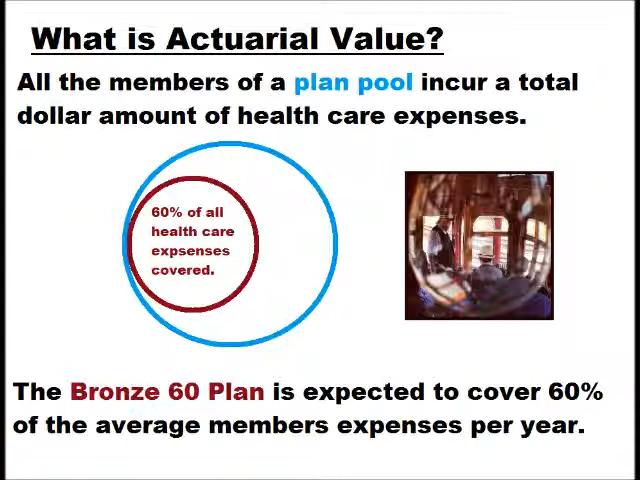 What is Actuarial Value?
All the members of a plan pool incur a total
dollar amount of health care expenses.
60% of all
health care
expsenses
covered.
The Bronze 60 Plan is expected to cover 60%
of the average members expenses per year.